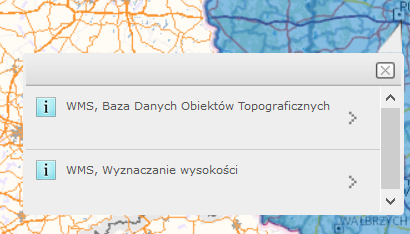 WMS, Baza Danych Obiektów Topograficznych
WMS, Wyznaczanie wysokości
WAŁBRZYCH